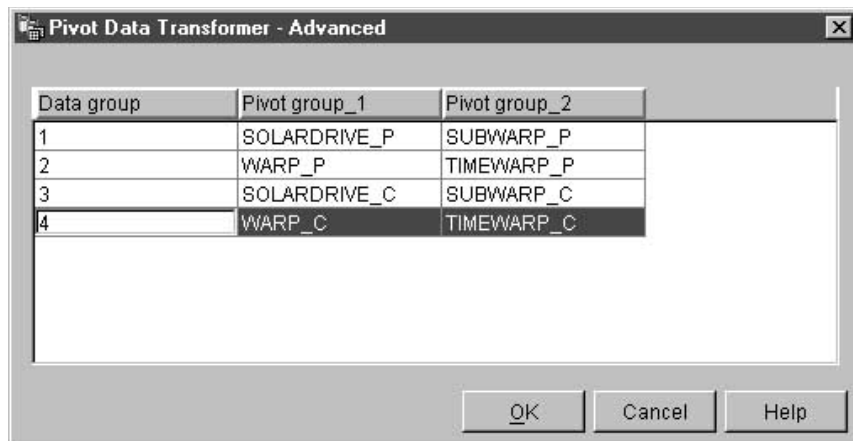 Pivot Data Transformer - Advanced
Data group Pivot group_1 Pivot group_2
1 SOLARDRIVE_P SUBWARP_P
2 WARP_P TIMEWARP_P
3 SOLARDRIVE_C SUBWARP_C
4 WARP_C TIMEWARP_C
OK Cancel Help